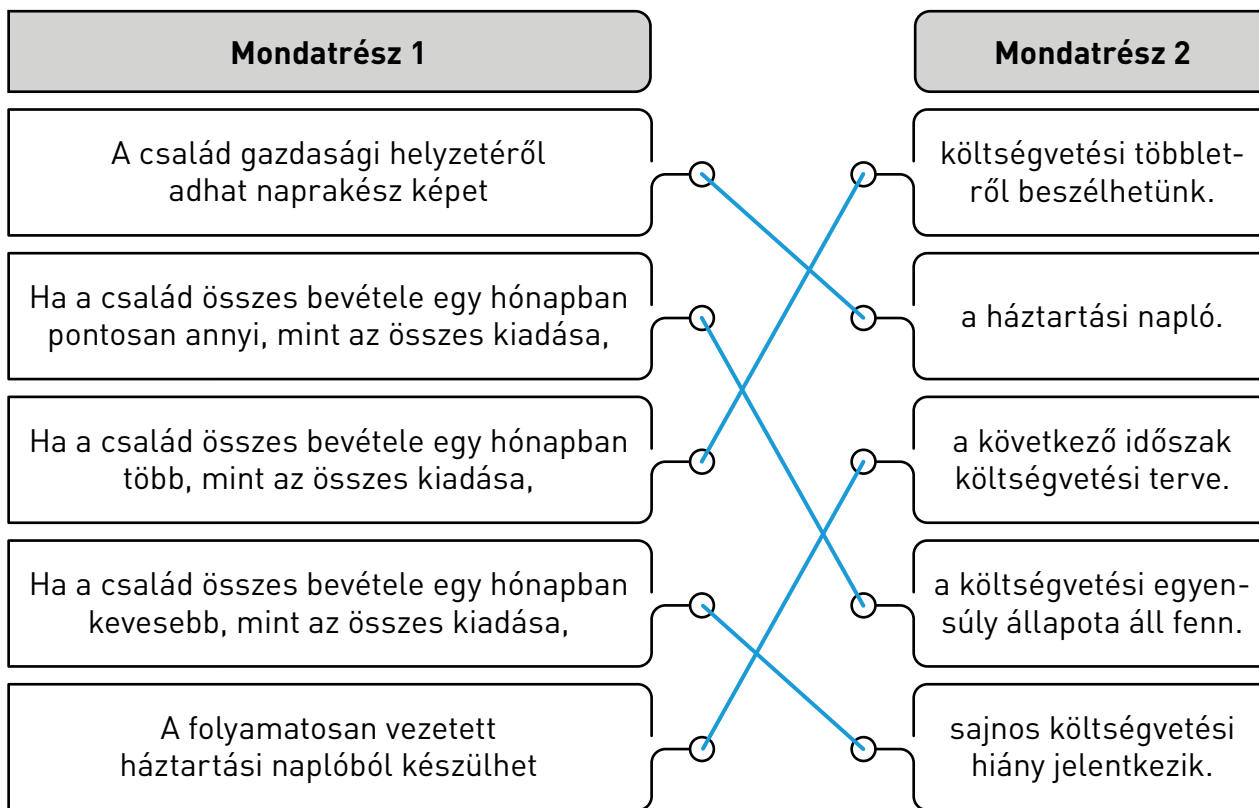 Mondatrész 1
Mondatrész 2
A család gazdasági helyzetéről
adhat naprakész képet
költségvetési többlet-
ről beszélhetünk.
Ha a család összes bevétele egy hónapban
pontosan annyi, mint az összes kiadása,
a háztartási napló.
Ha a család összes bevétele egy hónapban
több, mint az összes kiadása,
a következő időszak
költségvetési terve.
Ha a család összes bevétele egy hónapban
kevesebb, mint az összes kiadása,
a költségvetési egyen-
súly állapota áll fenn.
A folyamatosan vezetett
háztartási naplóból készülhet
sajnos költségvetési
hiány jelentkezik.